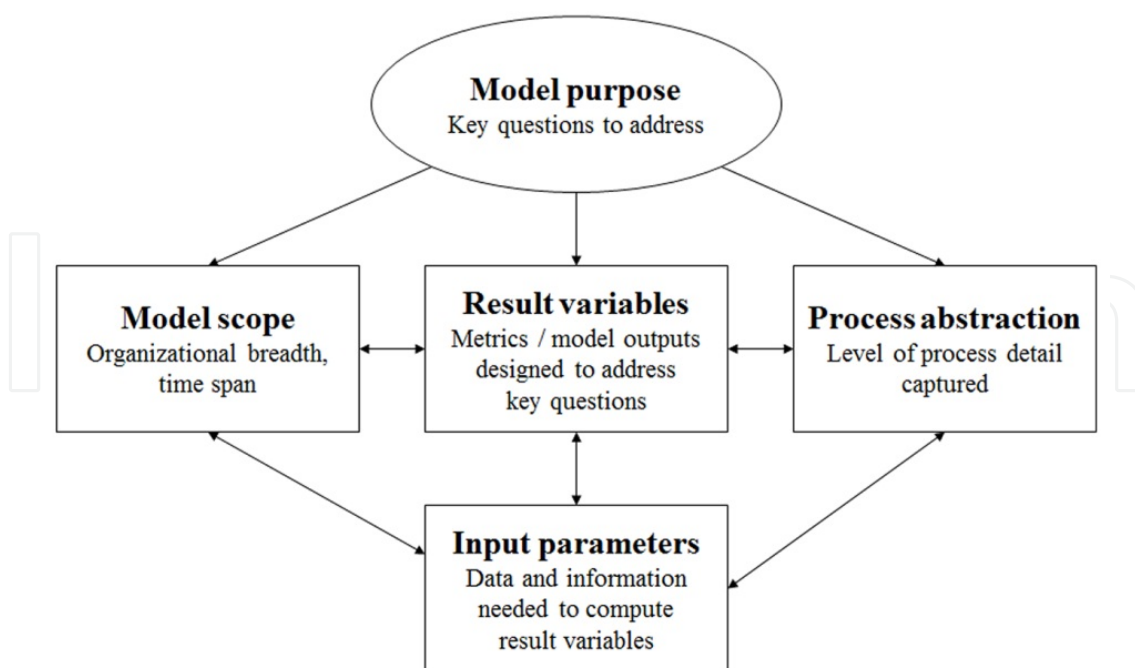 Model purpose
Key questions to address
Model scope
Organizational breadth,
time span
Result variables
Metrics / model outputs
designed to address
key questions
Process abstraction
Level of process detail
captured
Input parameters
Data and information
needed to compute
result variables